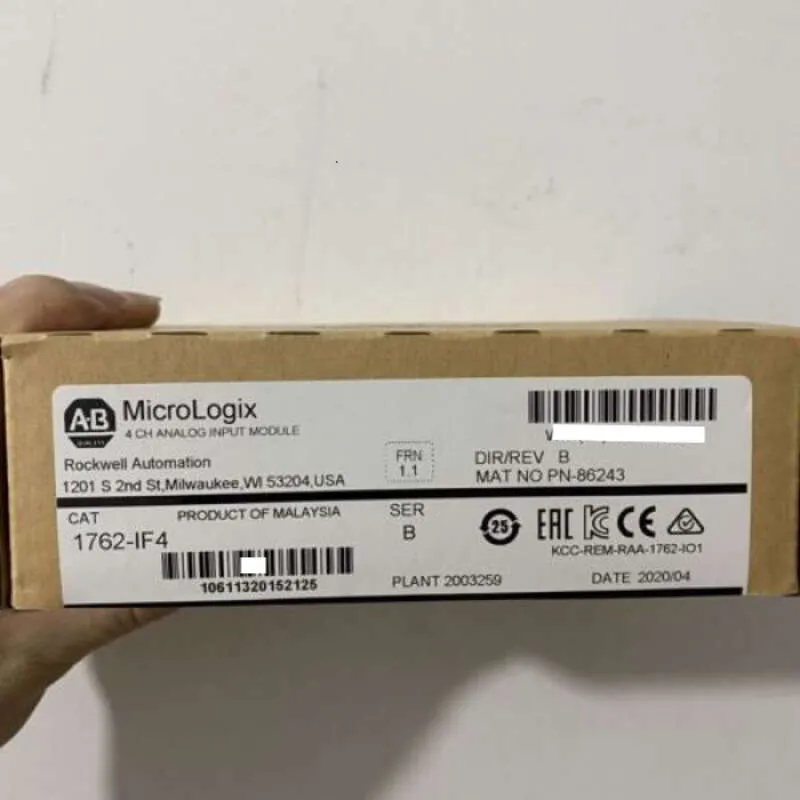 AB
MicroLogix
4 CH ANALOG INPUT MODULE
Rockwell Automation
1201 S 2nd St,Milwaukee,WI 53204,USA
FRN
1.1
DIR/REV B
MAT NO PN-86243
CAT
1762-IF4
PRODUCT OF MALAYSIA
10611320152125
SER
B
PLANT 2003259
25
EAC
CE
KCC-REM-RAA-1762-IO1
DATE 2020/04